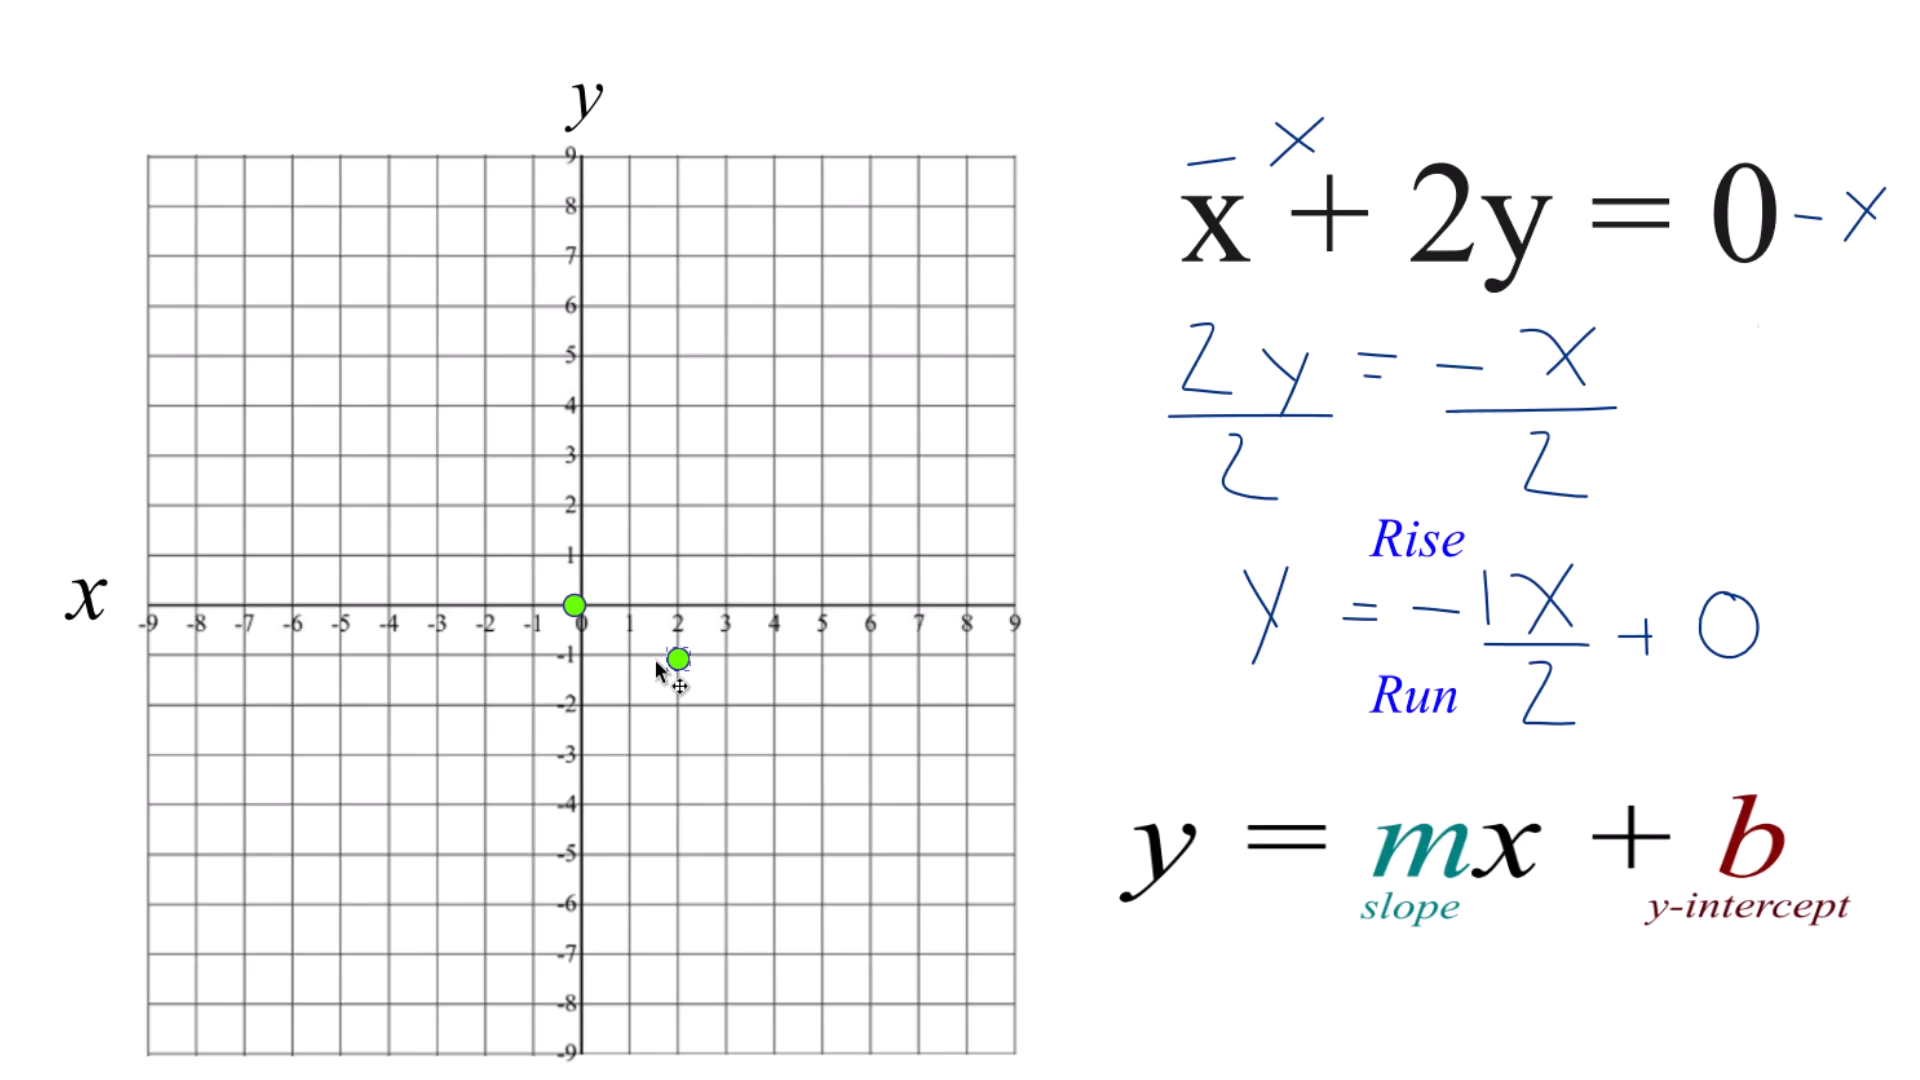 y
9
8
7
6
5
4
3
2
1
x
-9 -8 -7 -6 -5 -4 -3 -2 -1 0 1 2 3 4 5 6 7 8 9
-1
-2
-3
-4
-5
-6
-7
-8
-9
- x
x + 2y = 0 - x
2y = - x
2 2
Rise
y = - 1x + 0
Run 2
y = mx + b
slope y-intercept